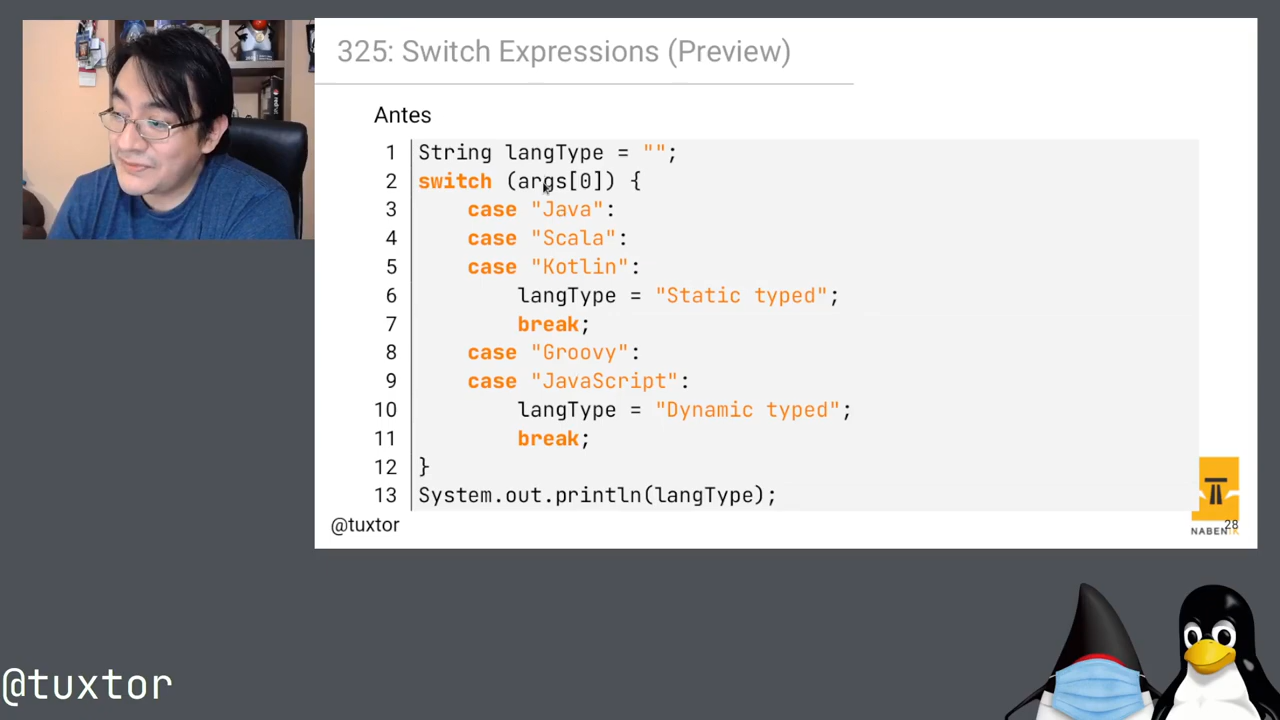 325: Switch Expressions (Preview)
Antes
1 String langType = "";
2 switch (args[0]) {
3 case "Java":
4 case "Scala":
5 case "Kotlin":
6 langType = "Static typed";
7 break;
8 case "Groovy":
9 case "JavaScript":
10 langType = "Dynamic typed";
11 break;
12 }
13 System.out.println(langType);
@tuxtor
28
NABENIK
@tuxtor